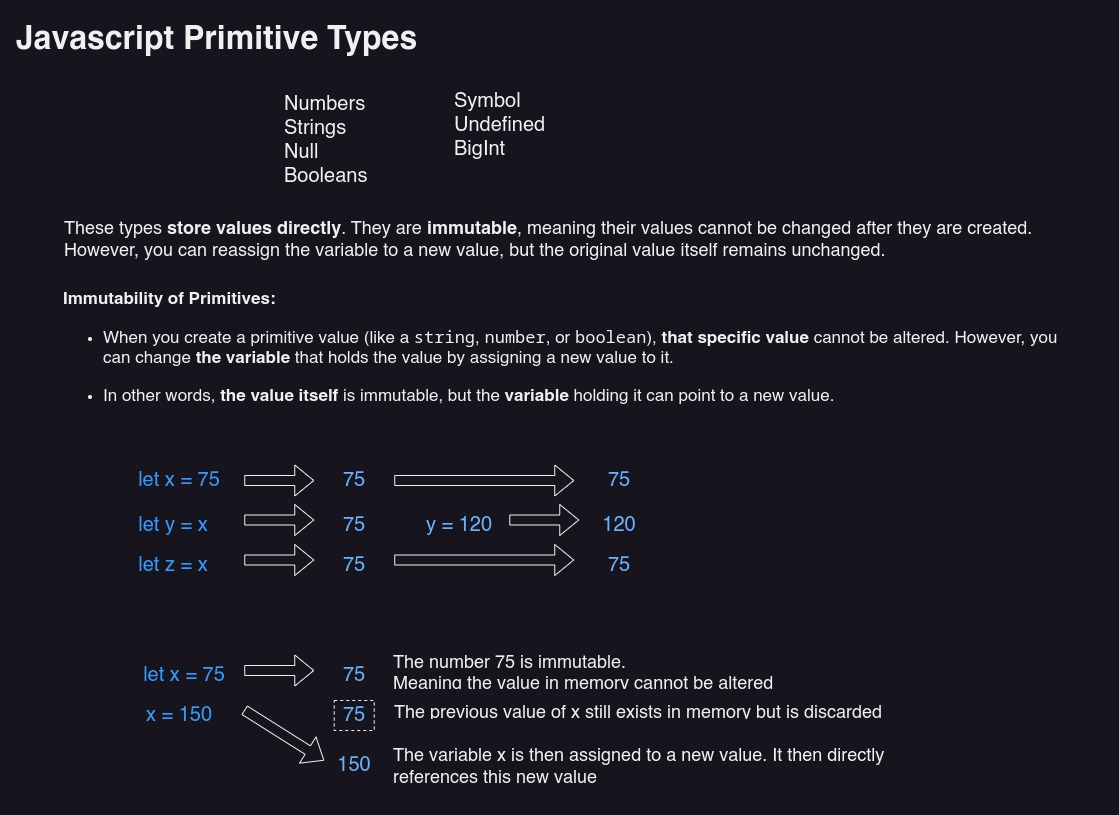 Javascript Primitive Types
Numbers
Strings
Null
Booleans
Symbol
Undefined
BigInt
These types store values directly. They are immutable, meaning their values cannot be changed after they are created.
However, you can reassign the variable to a new value, but the original value itself remains unchanged.
Immutability of Primitives:
• When you create a primitive value (like a string, number, or boolean), that specific value cannot be altered. However, you
can change the variable that holds the value by assigning a new value to it.
• In other words, the value itself is immutable, but the variable holding it can point to a new value.
let x = 75 75 75
let y = x 75 y = 120 120
let z = x 75 75
let x = 75 75 The number 75 is immutable.
Meaning the value in memory cannot be altered
x = 150 75 The previous value of x still exists in memory but is discarded
150 The variable x is then assigned to a new value. It then directly
references this new value